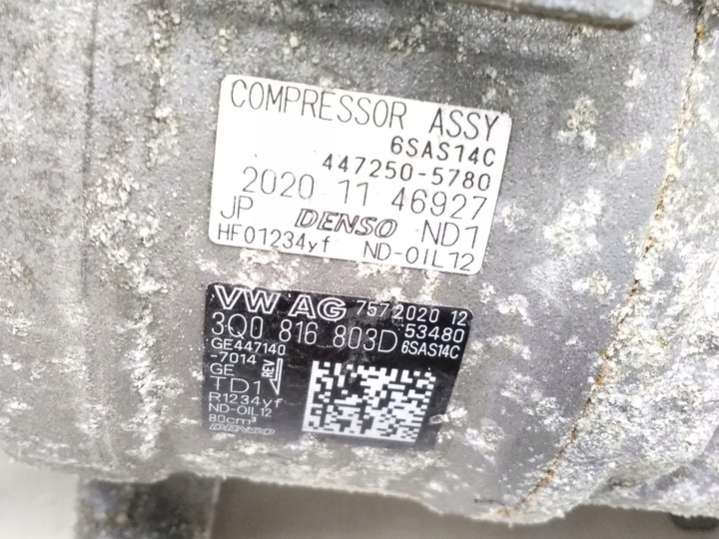 COMPRESSOR ASSY
6SAS14C
447250-5780
2020 11 46927
JP DENSO ND1
HFO1234yf ND-OIL12
VW AG 757 2020 12
3Q0 816 803D 53480
GE447140 6SAS14C
-7014
GE REV
TD1
R1234yf
ND-OIL12
80cm³
DENSO